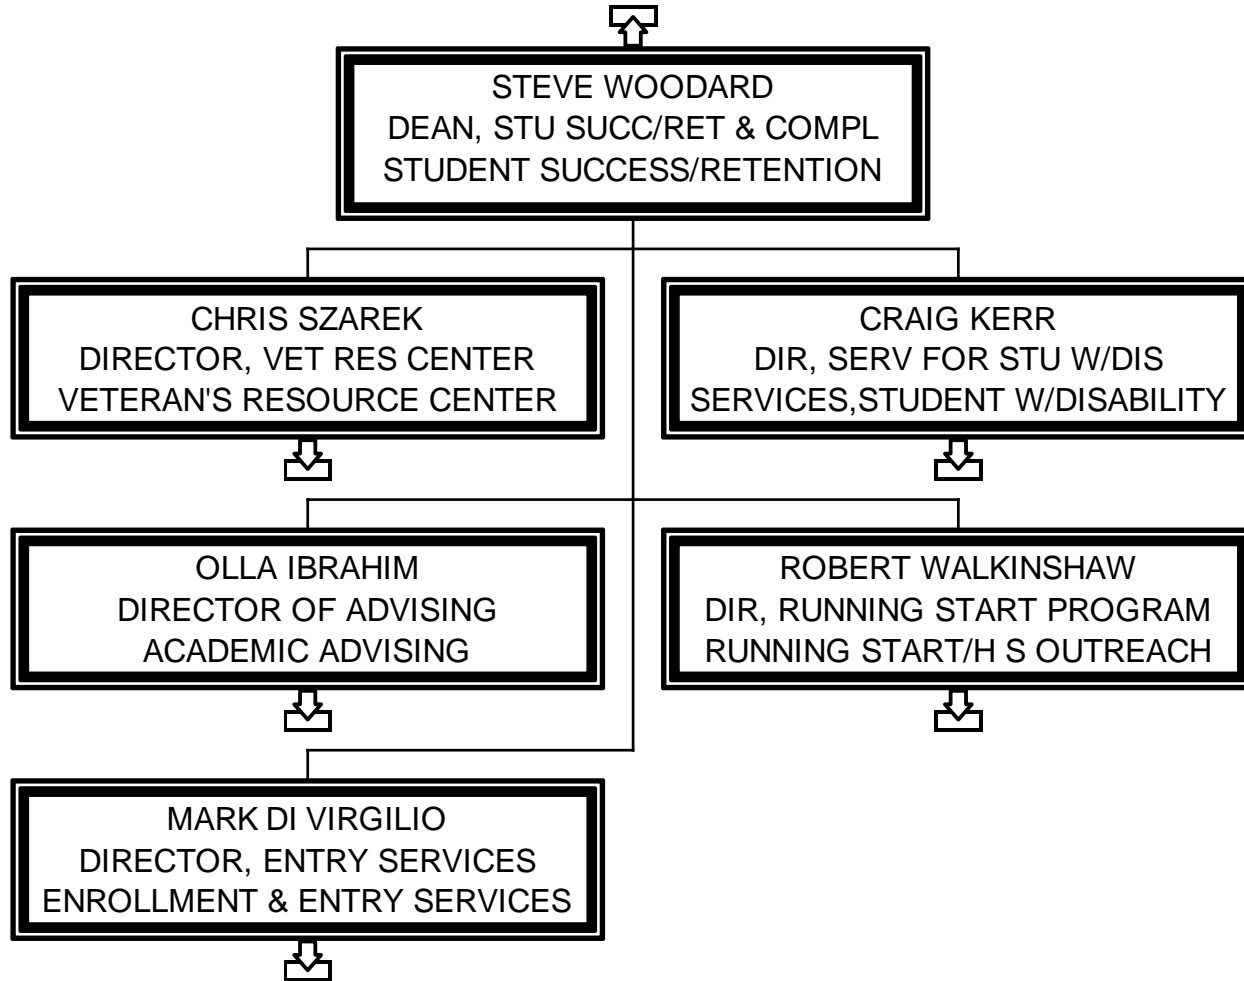 STEVE WOODARD
DEAN, STU SUCC/RET & COMPL
STUDENT SUCCESS/RETENTION
CHRIS SZAREK
DIRECTOR, VET RES CENTER
VETERAN'S RESOURCE CENTER
CRAIG KERR
DIR, SERV FOR STU W/DIS
SERVICES,STUDENT W/DISABILITY
OLLA IBRAHIM
DIRECTOR OF ADVISING
ACADEMIC ADVISING
ROBERT WALKINSHAW
DIR, RUNNING START PROGRAM
RUNNING START/H S OUTREACH
MARK DI VIRGILIO
DIRECTOR, ENTRY SERVICES
ENROLLMENT & ENTRY SERVICES